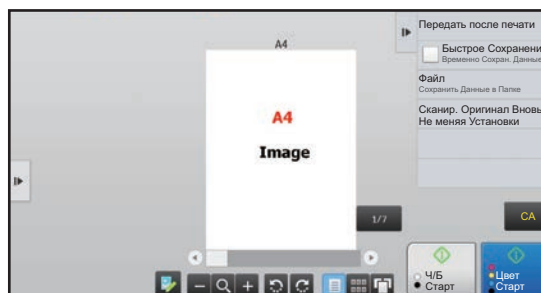 A4
A4
Image
1/7
Передать после печати
Быстрое Сохранени
Временно Сохран. Данные
Файл
Сохранить Данные в Папке
Сканир. Оригинал Вновь
Не меняя Установки
CA
Ч/Б
Старт
Цвет
Старт